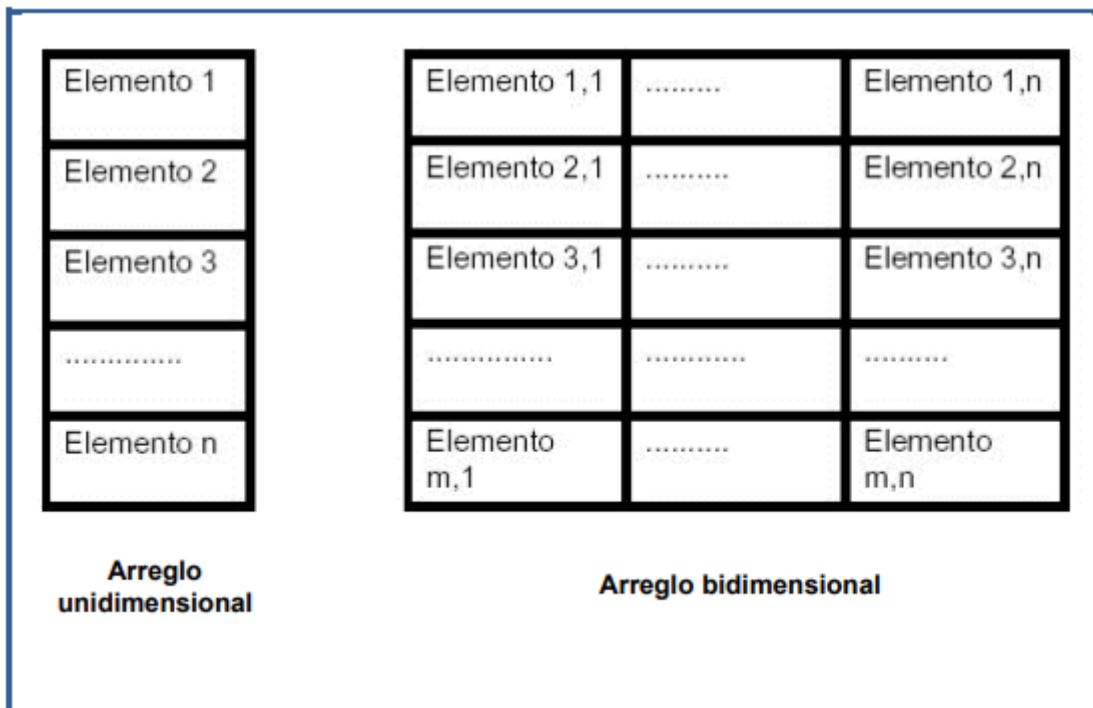 Elemento 1
Elemento 2
Elemento 3
..............
Elemento n
Arreglo
unidimensional
Elemento 1,1 ......... Elemento 1,n
Elemento 2,1 .......... Elemento 2,n
Elemento 3,1 .......... Elemento 3,n
............... ............ ..........
Elemento
m,1
..........
Elemento
m,n
Arreglo bidimensional